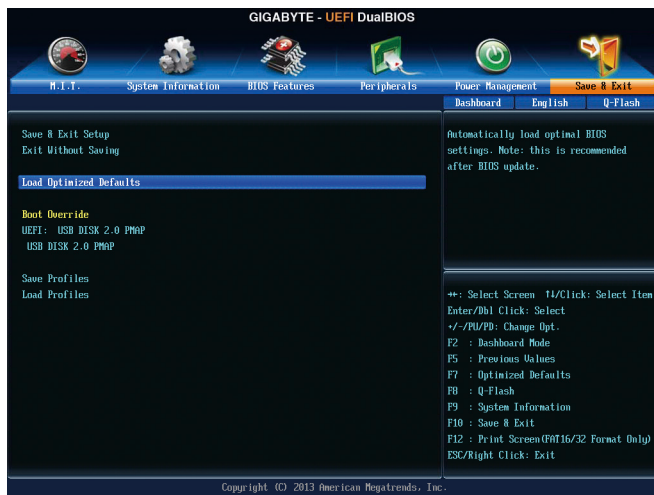 GIGABYTE - UEFI DualBIOS
M.I.T. System Information BIOS Features Peripherals Power Management Save & Exit
Dashboard English Q-Flash
Save & Exit Setup
Exit Without Saving
Load Optimized Defaults
Boot Override
UEFI: USB DISK 2.0 PMAP
USB DISK 2.0 PMAP
Save Profiles
Load Profiles
Automatically load optimal BIOS
settings. Note: this is recommended
after BIOS update.
→←: Select Screen ↑↓/Click: Select Item
Enter/Dbl Click: Select
+/-/PU/PD: Change Opt.
F2 : Dashboard Mode
F5 : Previous Values
F7 : Optimized Defaults
F8 : Q-Flash
F9 : System Information
F10 : Save & Exit
F12 : Print Screen(FAT16/32 Format Only)
ESC/Right Click: Exit
Copyright (C) 2013 American Megatrends, Inc.